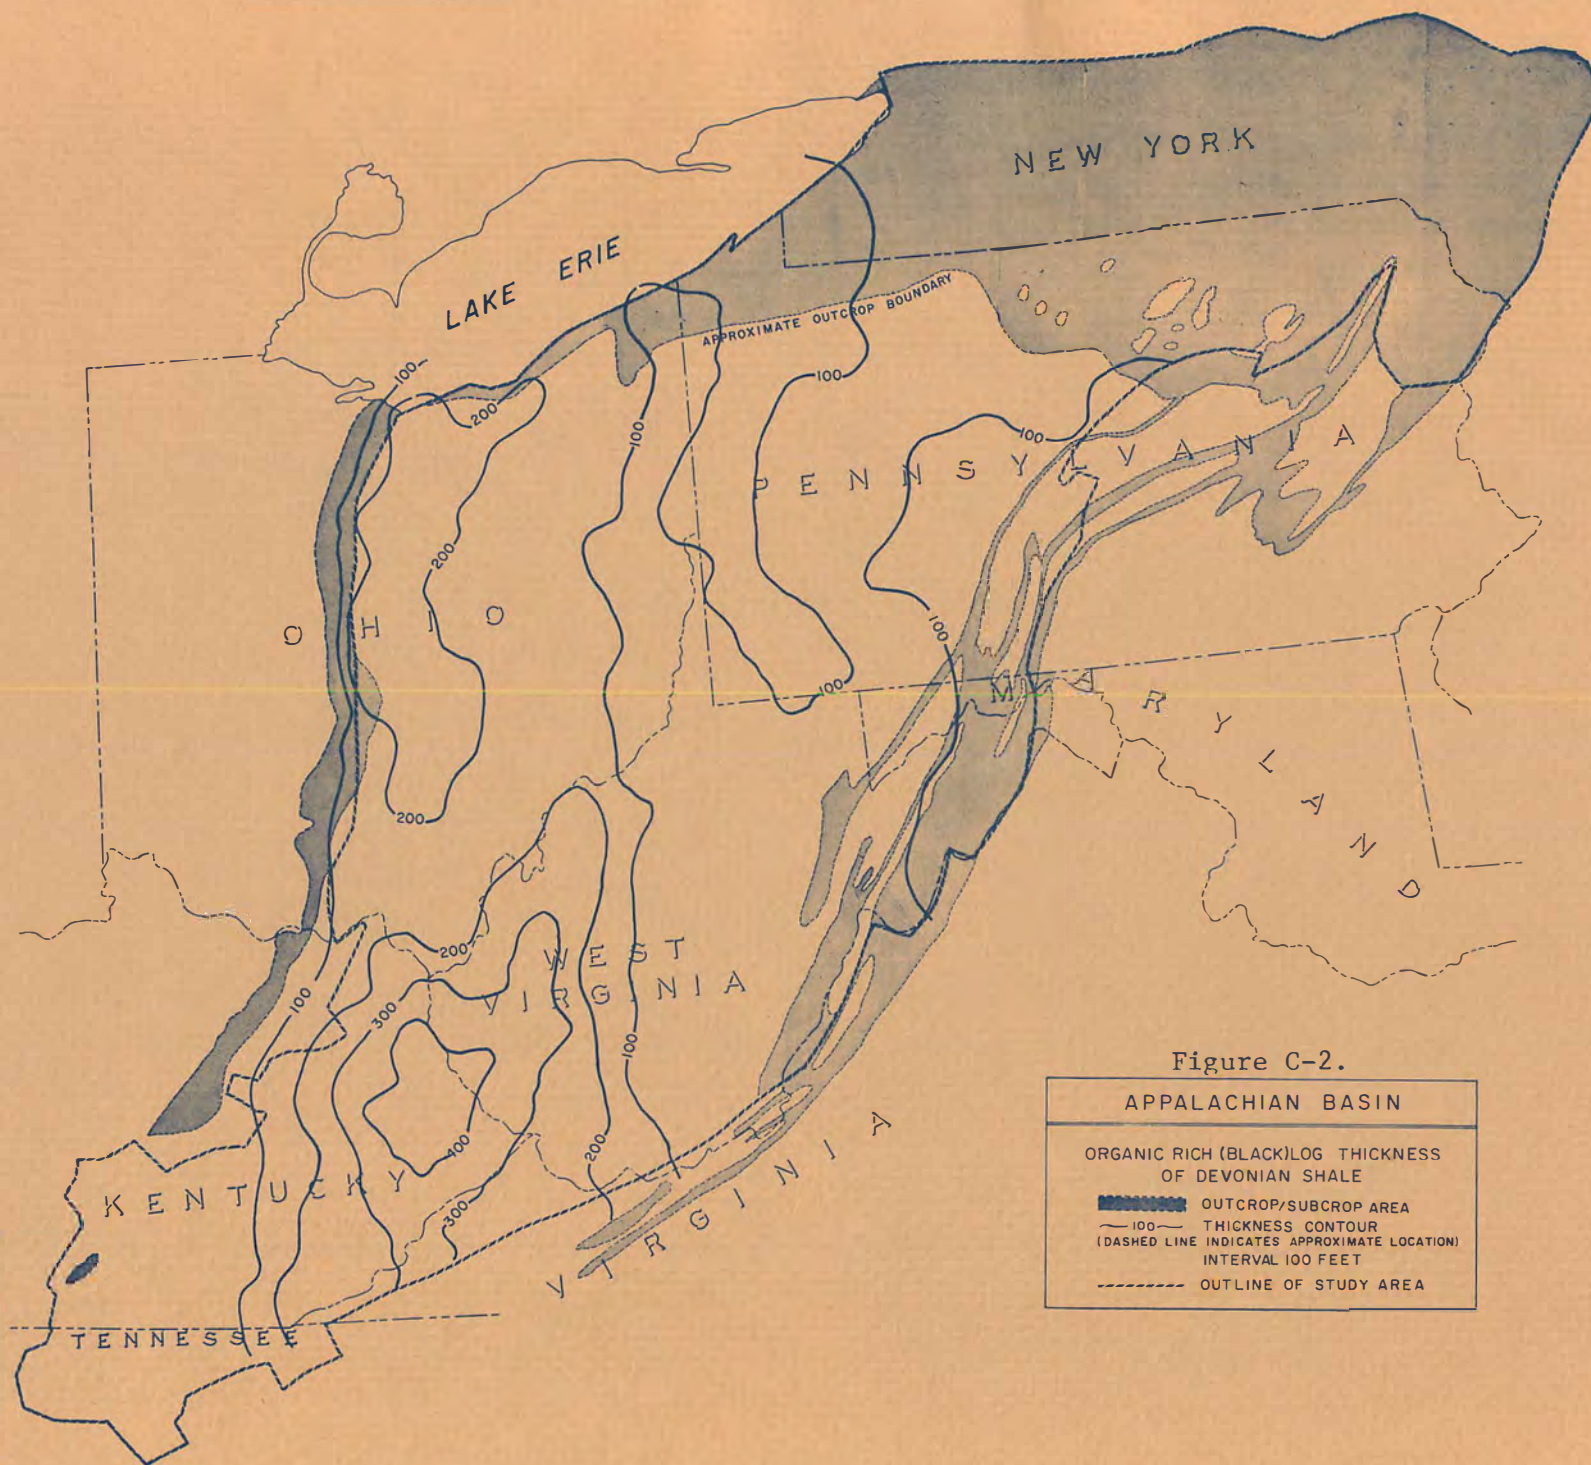 NEW YORK
LAKE ERIE
APPROXIMATE OUTCROP BOUNDARY
100
200
100
100
100
200
PENNSYLVANIA
OHIO
100
100
MARYLAND
200
200
WEST
VIRGINIA
100
300
100
400
200
300
KENTUCKY
VIRGINIA
TENNESSEE
Figure C-2.
APPALACHIAN BASIN
ORGANIC RICH (BLACK)LOG THICKNESS
OF DEVONIAN SHALE
OUTCROP/SUBCROP AREA
100 THICKNESS CONTOUR
(DASHED LINE INDICATES APPROXIMATE LOCATION)
INTERVAL 100 FEET
OUTLINE OF STUDY AREA